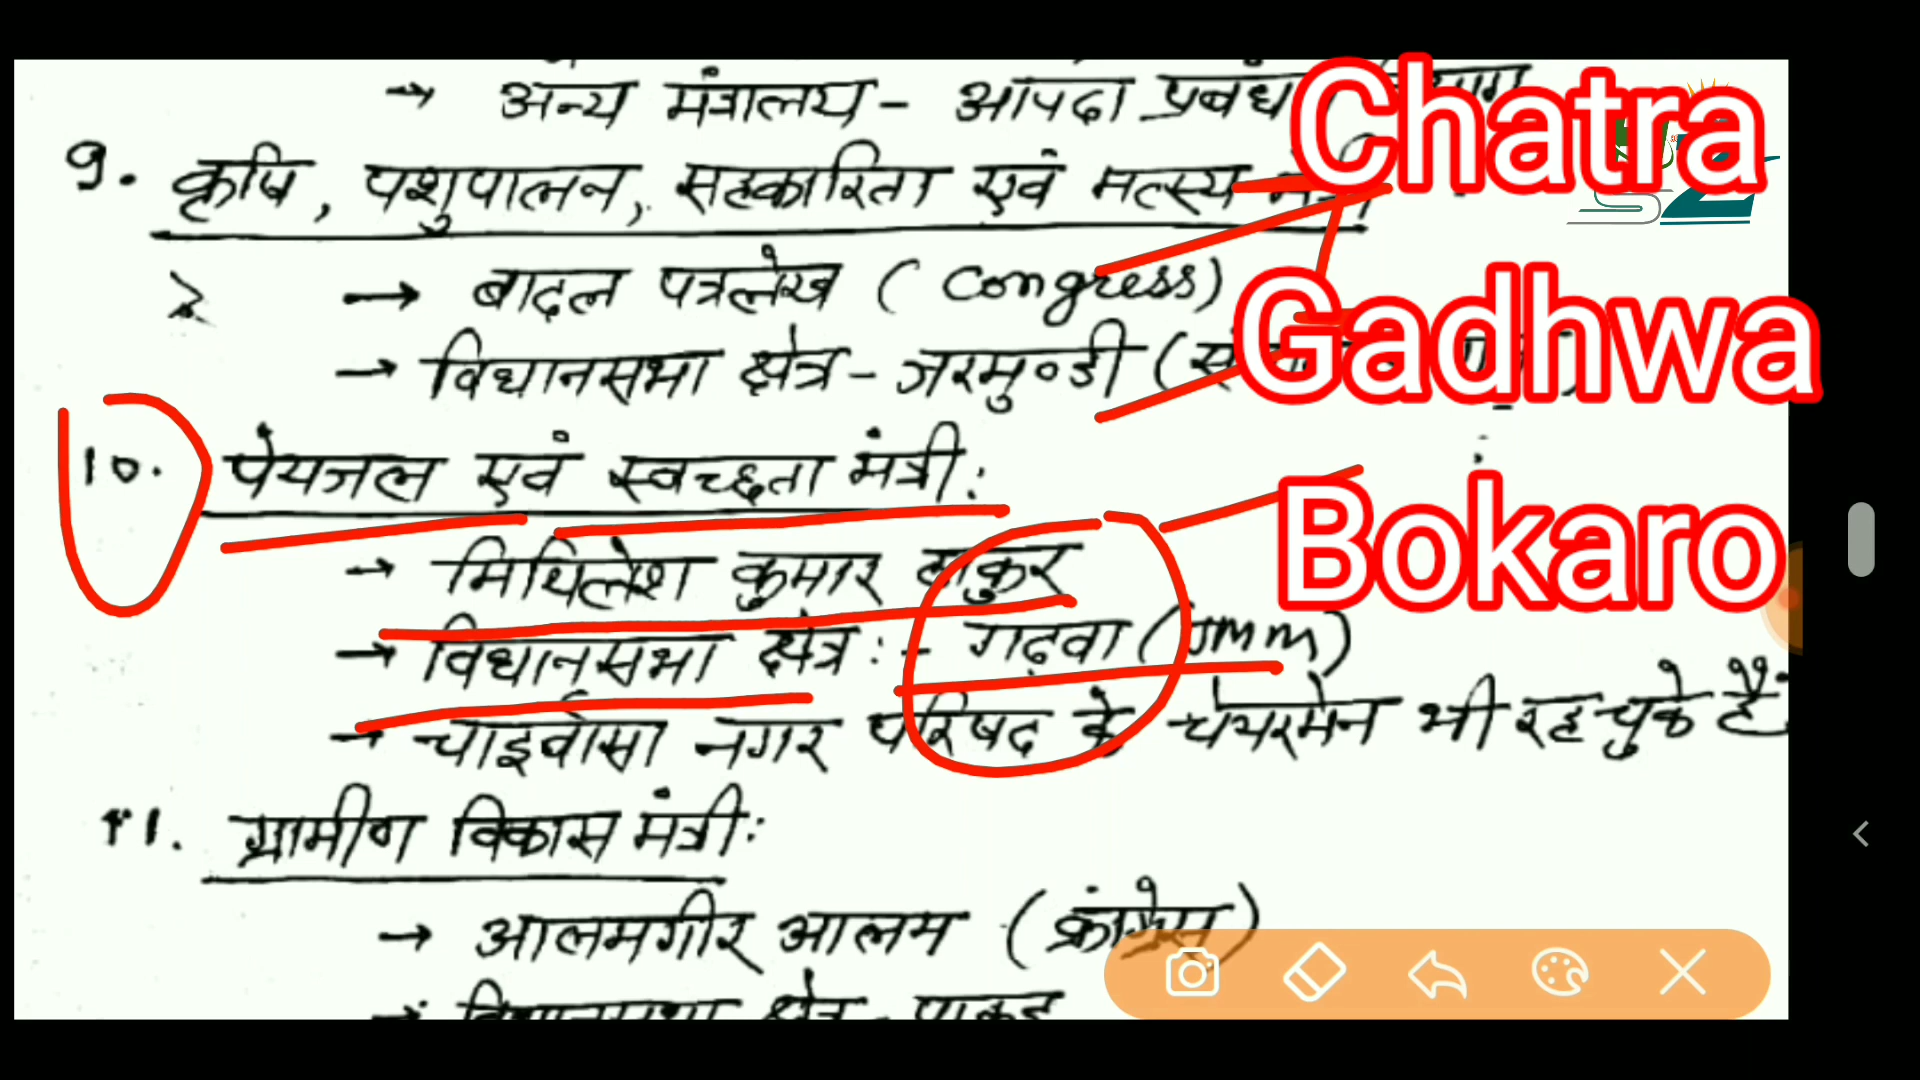 → अन्य मंत्रालय - आपदा प्रबंध
Chatra
9. कृषि, पशुपालन, सहकारिता एवं मत्स्य मंत्री
→ बादल पत्रलेख (Congress)
Gadhwa
→ विधानसभा क्षेत्र - जरमुण्डी (
10. पेयजल एवं स्वच्छता मंत्री:
Bokaro
→ मिथिलेश कुमार ठाकुर
→ विधानसभा क्षेत्र :- गढ़वा (JMM)
→ चाईबासा नगर परिषद के चेयरमेन भी रह चुके हैं
11. ग्रामीण विकास मंत्री:
→ आलमगीर आलम (कांग्रेस)
→ विधानसभा क्षेत्र - पाकुड़